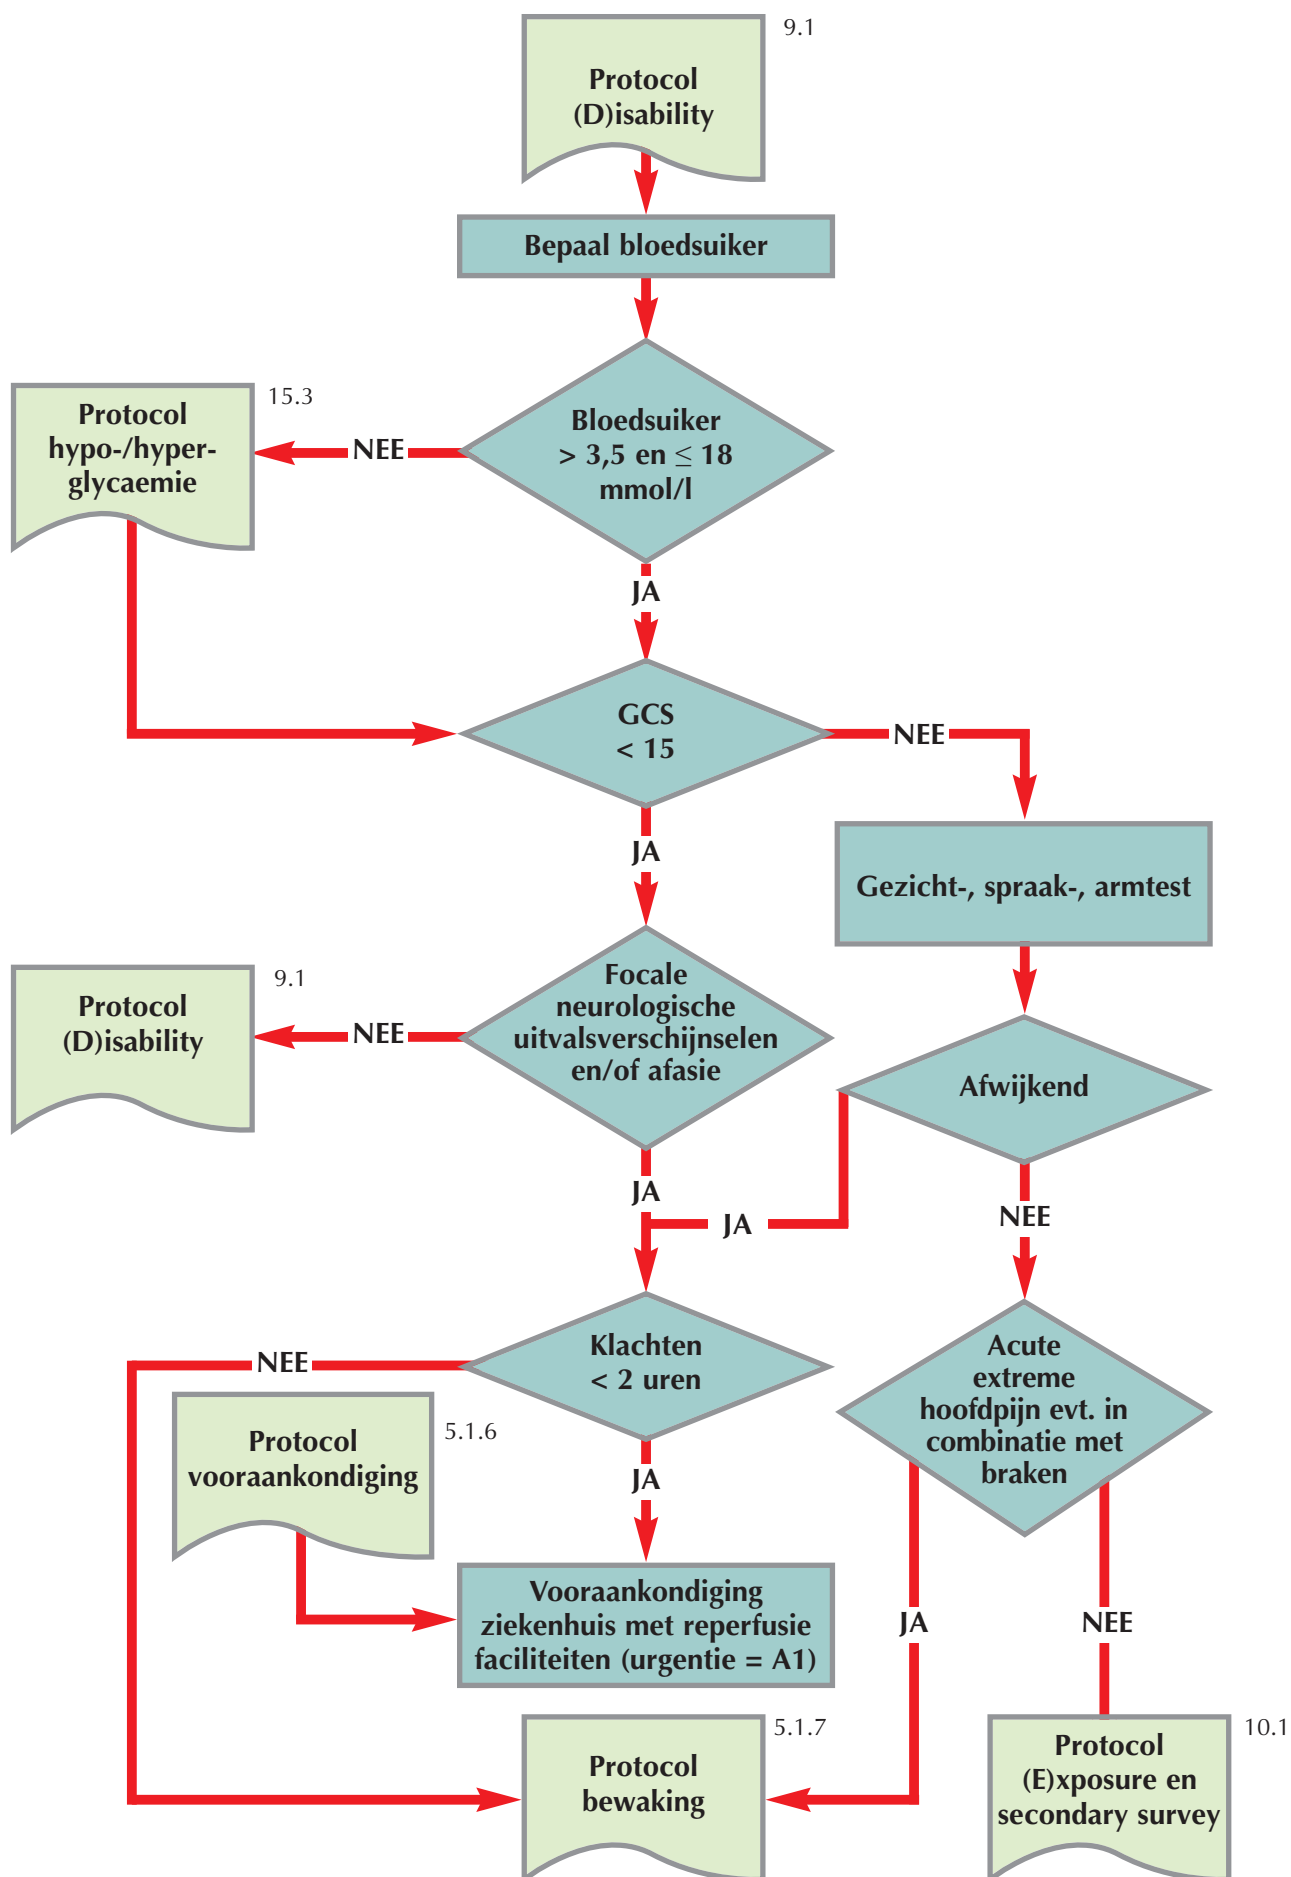 9.1
Protocol
(D)isability
Bepaal bloedsuiker
15.3
Protocol
hypo-/hyper-
glycaemie
NEE
Bloedsuiker
> 3,5 en ≤ 18
mmol/l
JA
GCS
< 15
NEE
JA
Gezicht-, spraak-, armtest
9.1
Protocol
(D)isability
NEE
Focale
neurologische
uitvalsverschijnselen
en/of afasie
Afwijkend
JA
JA
NEE
NEE
Klachten
< 2 uren
Acute
extreme
hoofdpijn evt. in
combinatie met
braken
5.1.6
Protocol
vooraankondiging
JA
Vooraankondiging
ziekenhuis met reperfusie
faciliteiten (urgentie = A1)
JA
NEE
5.1.7
Protocol
bewaking
10.1
Protocol
(E)xposure en
secondary survey